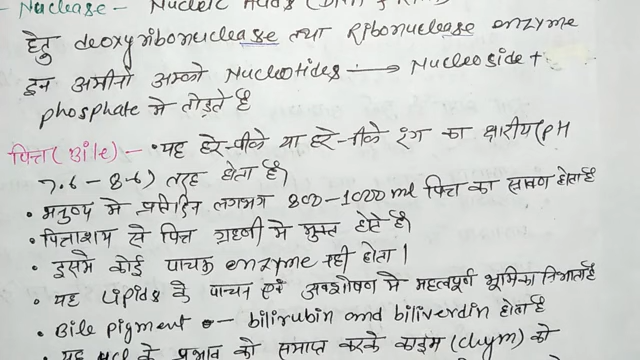 - Nuclease - Nucleic Acids (DNA
हेतु deoxyribonuclease तथा Ribonuclease enzyme
इन अमीनो अम्लो Nucleotides → Nucleoside +
phosphate मे तोड़ते है
पित्त (Bile) - • यह हरे-पीले या हरे-नीले रंग का क्षारीय (PH
7.6 - 8.6) तरह होता है।
• मनुष्य मे प्रतिदिन लगभग 800-1000 ml पित्त का स्रावण होता है
• पित्ताशय से पित्त ग्रहणी मे मुक्त होते है।
• इसमे कोई पाचक enzyme नही होता।
• यह Lipids के पाचन एवं अवशोषण मे महत्वपूर्ण भूमिका निभाता है
• Bile pigment :- bilirubin and biliverdin होता है
• यह HCl के प्रभाव को समाप्त करके काइम (chym) को